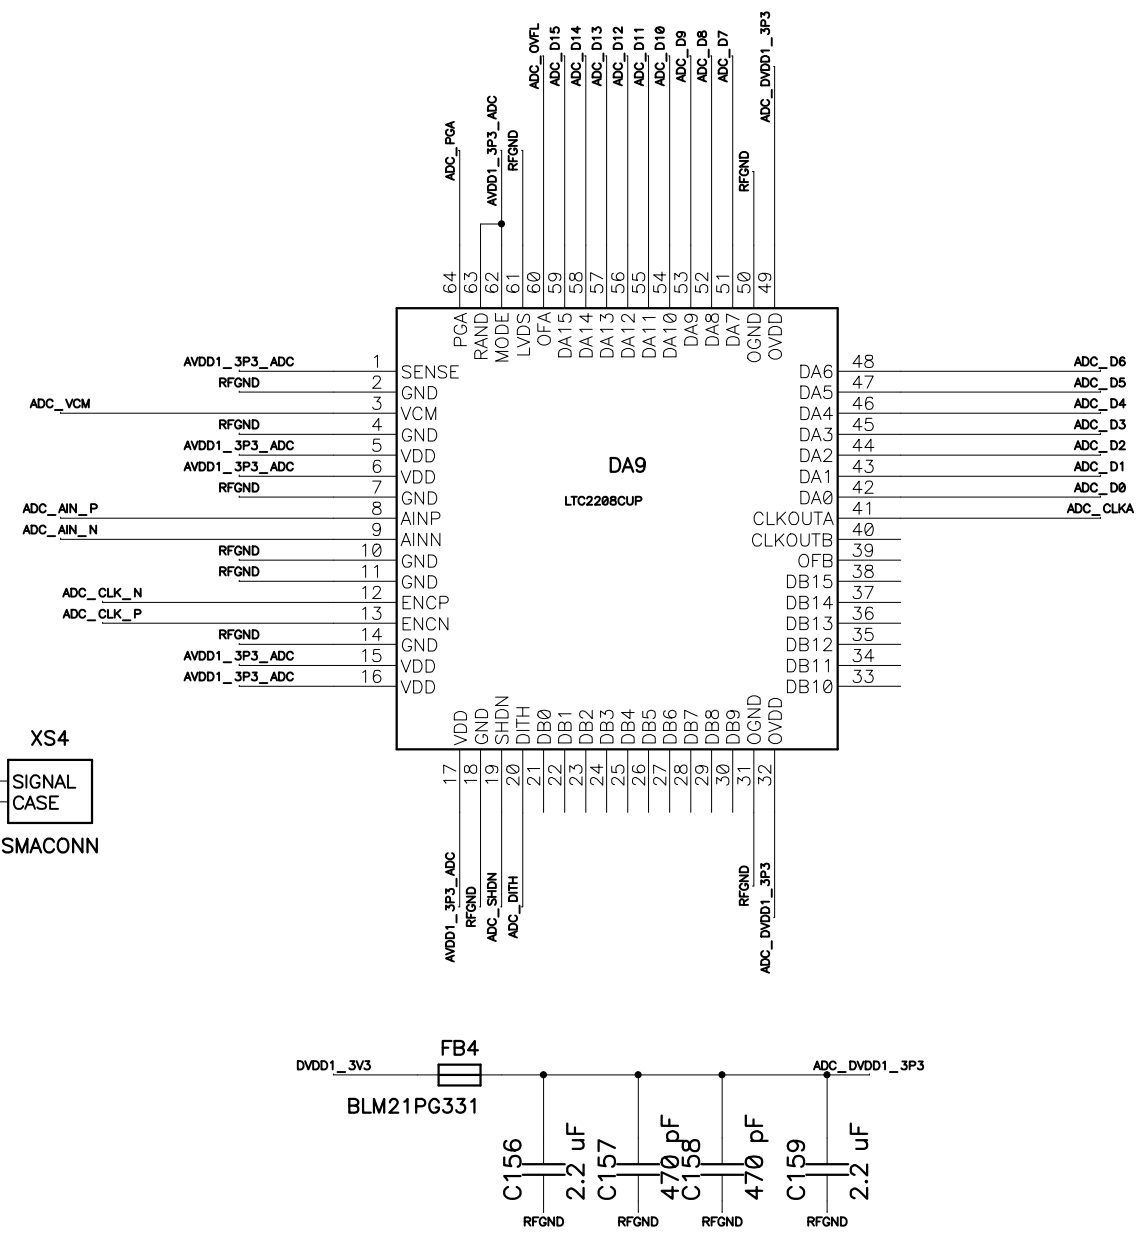 ADC_PGA
AVDD1_3P3_ADC
RFGND
ADC_OVFL
ADC_D15
ADC_D14
ADC_D13
ADC_D12
ADC_D11
ADC_D10
ADC_D9
ADC_D8
ADC_D7
RFGND
ADC_DVDD1_3P3
64 63 62 61 60 59 58 57 56 55 54 53 52 51 50 49
PGA RAND MODE LVDS OFA DA15 DA14 DA13 DA12 DA11 DA10 DA9 DA8 DA7 OGND OVDD
AVDD1_3P3_ADC 1 SENSE
RFGND 2 GND
ADC_VCM 3 VCM
RFGND 4 GND
AVDD1_3P3_ADC 5 VDD
AVDD1_3P3_ADC 6 VDD
RFGND 7 GND
ADC_AIN_P 8 AINP
ADC_AIN_N 9 AINN
RFGND 10 GND
RFGND 11 GND
ADC_CLK_N 12 ENCP
ADC_CLK_P 13 ENCN
RFGND 14 GND
AVDD1_3P3_ADC 15 VDD
AVDD1_3P3_ADC 16 VDD
DA9
LTC2208CUP
DA6 48 ADC_D6
DA5 47 ADC_D5
DA4 46 ADC_D4
DA3 45 ADC_D3
DA2 44 ADC_D2
DA1 43 ADC_D1
DA0 42 ADC_D0
CLKOUTA 41 ADC_CLKA
CLKOUTB 40
OFB 39
DB15 38
DB14 37
DB13 36
DB12 35
DB11 34
DB10 33
VDD GND SHDN DITH DB0 DB1 DB2 DB3 DB4 DB5 DB6 DB7 DB8 DB9 OGND OVDD
17 18 19 20 21 22 23 24 25 26 27 28 29 30 31 32
AVDD1_3P3_ADC
RFGND
ADC_SHDN
ADC_DITH
RFGND
ADC_DVDD1_3P3
XS4
SIGNAL
CASE
SMACONN
FB4
DVDD1_3V3
ADC_DVDD1_3P3
BLM21PG331
C156
2.2 uF
C157
470 pF
C158
470 pF
C159
2.2 uF
RFGND RFGND RFGND RFGND